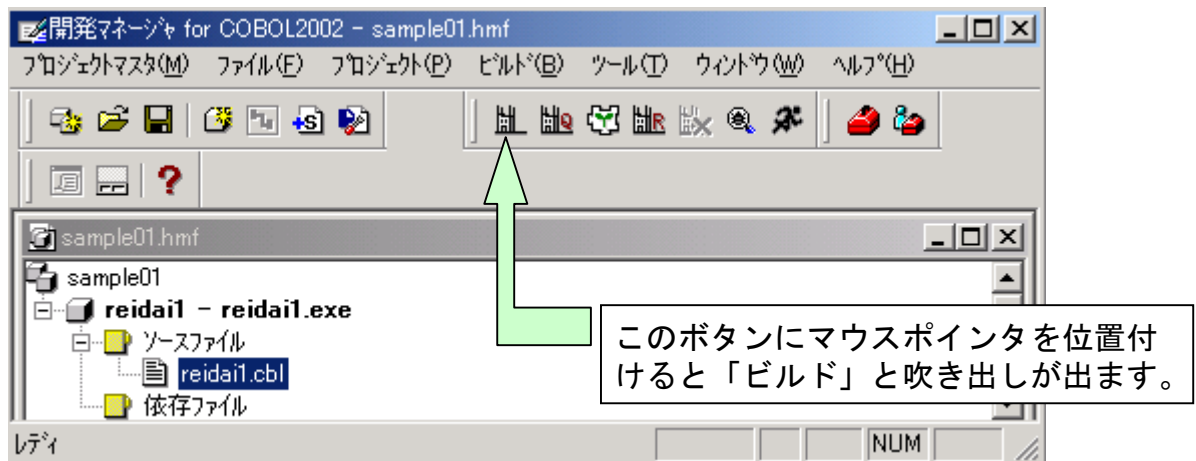 開発マネージャ for COBOL2002 - sample01.hmf
プロジェクトマスタ(M) ファイル(F) プロジェクト(P) ビルド(B) ツール(T) ウィンドウ(W) ヘルプ(H)
sample01.hmf
sample01
reidai1 - reidai1.exe
ソースファイル
reidai1.cbl
依存ファイル
このボタンにマウスポインタを位置付
けると「ビルド」と吹き出しが出ます。
レディ NUM